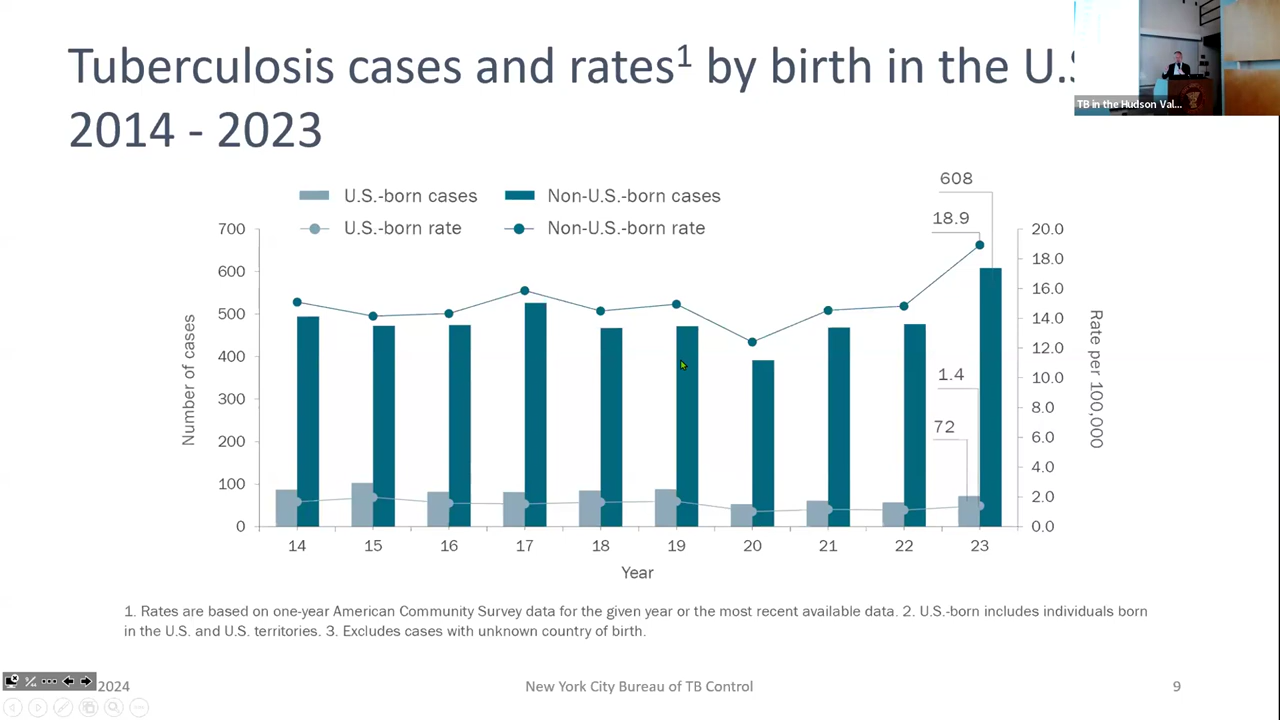 Tuberculosis cases and rates¹ by birth in the U.S
2014 - 2023
TB in the Hudson Val...
608
U.S.-born cases
Non-U.S.-born cases
18.9
U.S.-born rate
Non-U.S.-born rate
700
600
500
400
300
200
100
0
Number of cases
20.0
18.0
16.0
14.0
12.0
10.0
8.0
6.0
4.0
2.0
0.0
Rate per 100,000
1.4
72
14 15 16 17 18 19 20 21 22 23
Year
1. Rates are based on one-year American Community Survey data for the given year or the most recent available data. 2. U.S.-born includes individuals born
in the U.S. and U.S. territories. 3. Excludes cases with unknown country of birth.
2024
New York City Bureau of TB Control
9